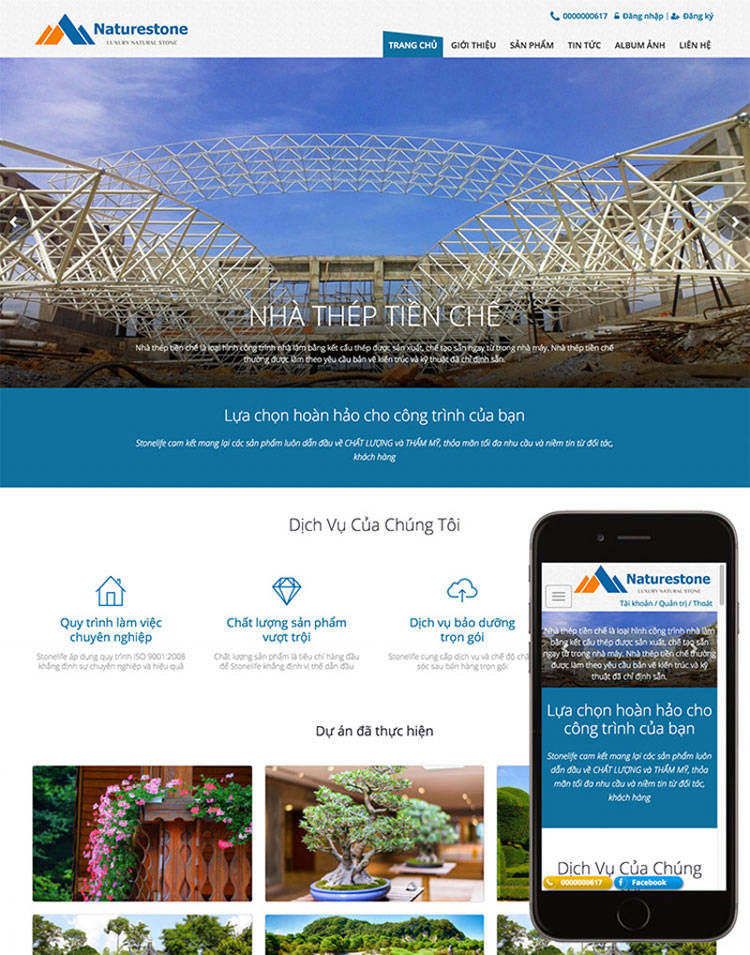 0000000617 Đăng nhập | Đăng ký
Naturestone
LUXURY NATURAL STONE
TRANG CHỦ GIỚI THIỆU SẢN PHẨM TIN TỨC ALBUM ẢNH LIÊN HỆ
NHÀ THÉP TIỀN CHẾ
Nhà thép tiền chế là loại hình công trình nhà làm bằng kết cấu thép được sản xuất, chế tạo sẵn ngay từ trong nhà máy. Nhà thép tiền chế
thường được làm theo yêu cầu bản vẽ kiến trúc và kỹ thuật đã chỉ định sẵn.
Lựa chọn hoàn hảo cho công trình của bạn
Stonelife cam kết mang lại các sản phẩm luôn dẫn đầu về CHẤT LƯỢNG và THẨM MỸ, thỏa mãn tối đa nhu cầu và niềm tin từ đối tác,
khách hàng
Dịch Vụ Của Chúng Tôi
Quy trình làm việc
chuyên nghiệp
Stonelife áp dụng quy trình ISO 9001:2008
khẳng định sự chuyên nghiệp và hiệu quả
Chất lượng sản phẩm
vượt trội
Chất lượng sản phẩm là tiêu chí hàng đầu
để Stonelife khẳng định vị thế dẫn đầu
Dịch vụ bảo dưỡng
trọn gói
Stonelife cung cấp dịch vụ và chế độ chă
sóc sau bán hàng trọn gói
Dự án đã thực hiện
Naturestone
LUXURY NATURAL STONE
Tài khoản / Quản trị / Thoát
Nhà thép tiền chế là loại hình công trình nhà làm
bằng kết cấu thép được sản xuất, chế tạo sẵn
ngay từ trong nhà máy. Nhà thép tiền chế thường
được làm theo yêu cầu bản vẽ kiến trúc và kỹ
thuật đã chỉ định sẵn.
Lựa chọn hoàn hảo cho
công trình của bạn
Stonelife cam kết mang lại các sản phẩm luôn
dẫn đầu về CHẤT LƯỢNG và THẨM MỸ, thỏa
mãn tối đa nhu cầu và niềm tin từ đối tác,
khách hàng
Dịch Vụ Của Chúng
0000000617 Facebook